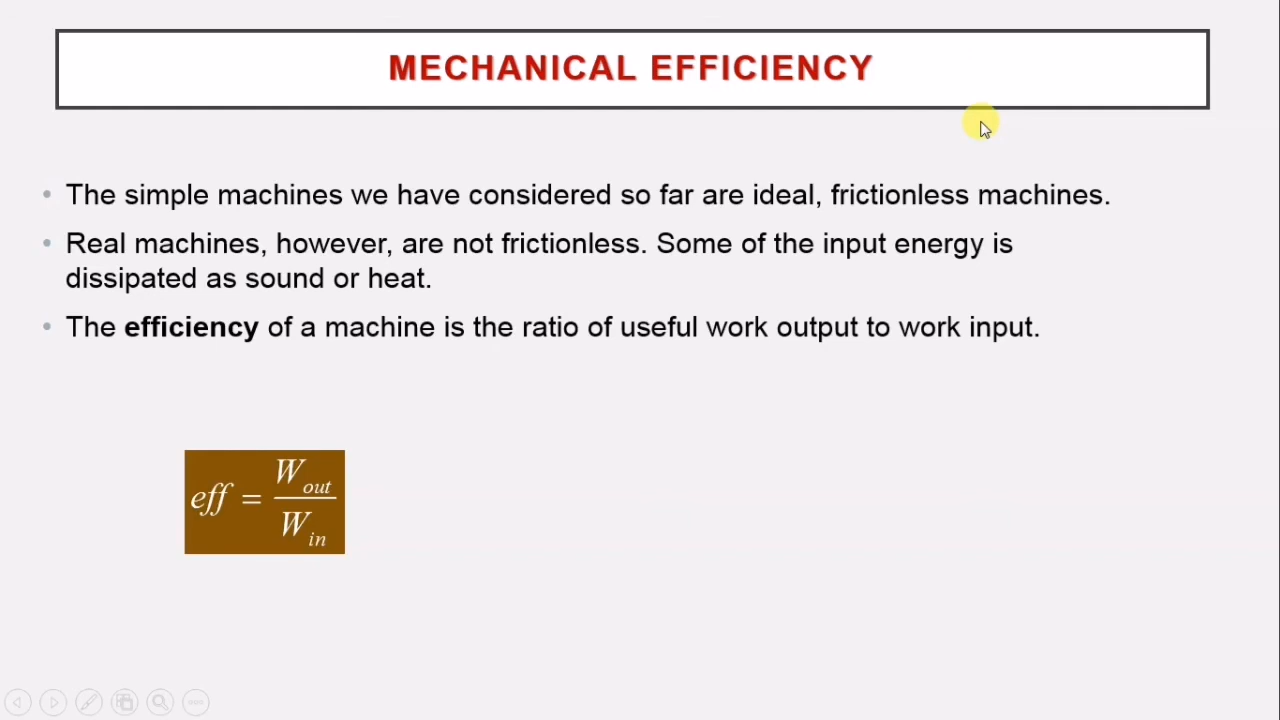 MECHANICAL EFFICIENCY
• The simple machines we have considered so far are ideal, frictionless machines.
• Real machines, however, are not frictionless. Some of the input energy is
dissipated as sound or heat.
• The efficiency of a machine is the ratio of useful work output to work input.
eff = W_out / W_in